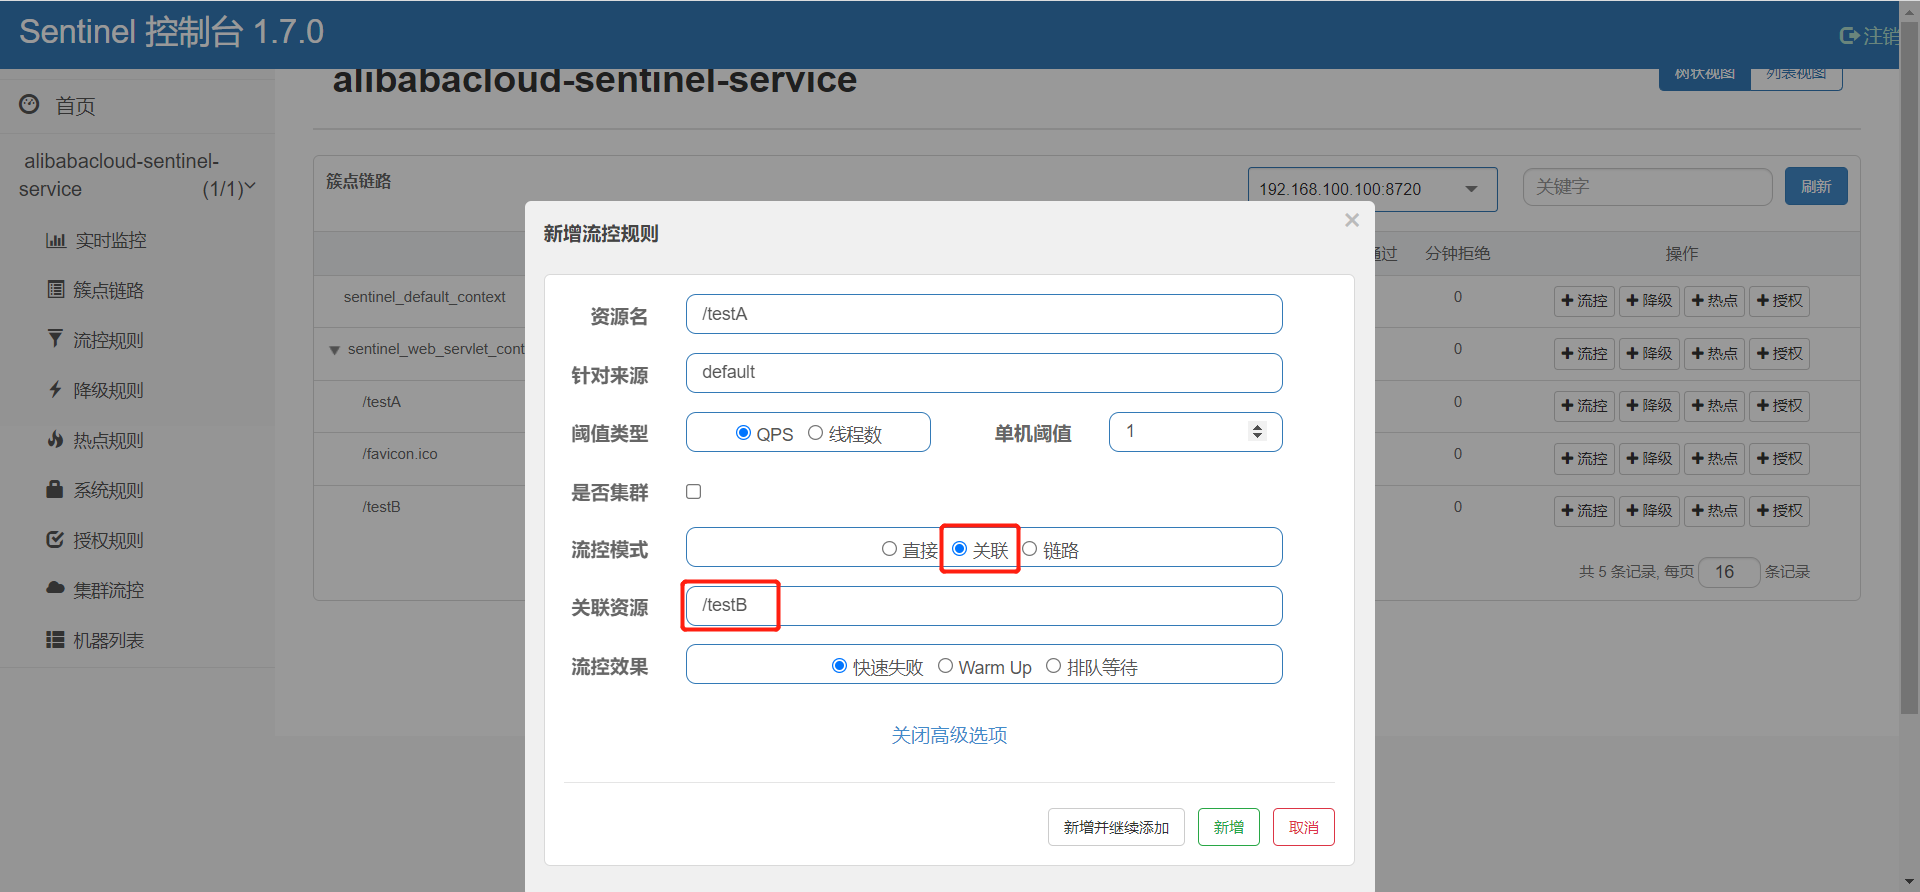 Sentinel 控制台 1.7.0
注销
首页
alibabacloud-sentinel-
service (1/1)
实时监控
簇点链路
流控规则
降级规则
热点规则
系统规则
授权规则
集群流控
机器列表
alibabacloud-sentinel-service
树状视图 列表视图
簇点链路
192.168.100.100:8720
关键字
刷新
通过 分钟拒绝 操作
sentinel_default_context 0 流控 降级 热点 授权
sentinel_web_servlet_cont 0 流控 降级 热点 授权
/testA 0 流控 降级 热点 授权
/favicon.ico 0 流控 降级 热点 授权
/testB 0 流控 降级 热点 授权
共 5 条记录, 每页 16 条记录
新增流控规则
×
资源名 /testA
针对来源 default
阈值类型 QPS 线程数 单机阈值 1
是否集群
流控模式 直接 关联 链路
关联资源 /testB
流控效果 快速失败 Warm Up 排队等待
关闭高级选项
新增并继续添加 新增 取消